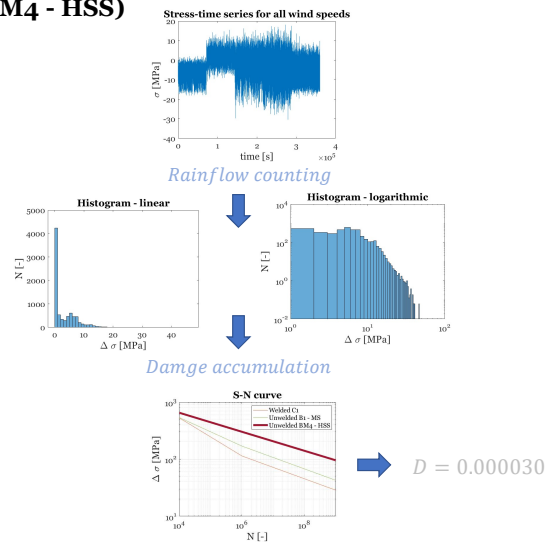 M4 - HSS)
Stress-time series for all wind speeds
20
10
0
-10
-20
-30
-40
σ [MPa]
0 1 2 3 4
×10⁵
time [s]
Rainflow counting
Histogram - linear
5000
4000
3000
2000
1000
0
N [-]
0 10 20 30 40
Δ σ [MPa]
Histogram - logarithmic
10⁴
10²
10⁰
10⁻²
N [-]
10⁰ 10¹ 10²
Δ σ [MPa]
Damge accumulation
S-N curve
10³
10²
10¹
Δ σ [MPa]
Welded C1
Unwelded B1 - MS
Unwelded BM4 - HSS
10⁴ 10⁶ 10⁸
N [-]
D = 0.000030